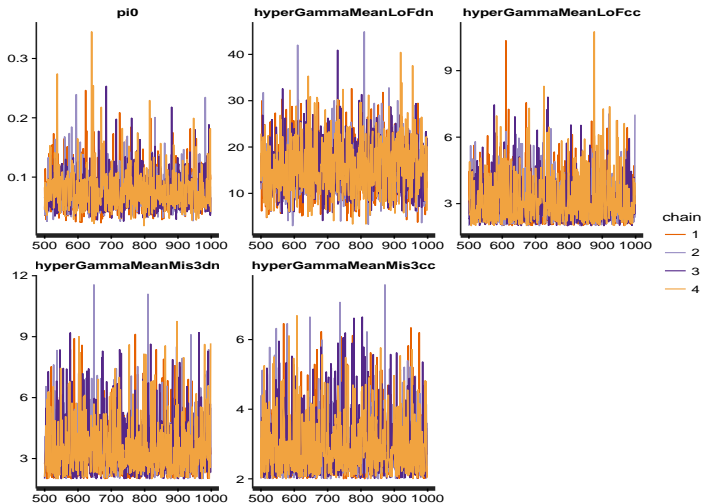 pi0
hyperGammaMeanLoFdn
hyperGammaMeanLoFcc
0.3
0.2
0.1
40
30
20
10
9
6
3
500 600 700 800 900 1000
500 600 700 800 900 1000
500 600 700 800 900 1000
chain
1
2
3
4
hyperGammaMeanMis3dn
hyperGammaMeanMis3cc
12
9
6
3
6
4
2
500 600 700 800 900 1000
500 600 700 800 900 1000